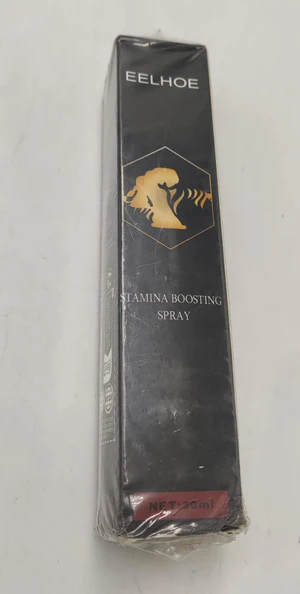 EELHOE
STAMINA BOOSTING
SPRAY
NET:30ml